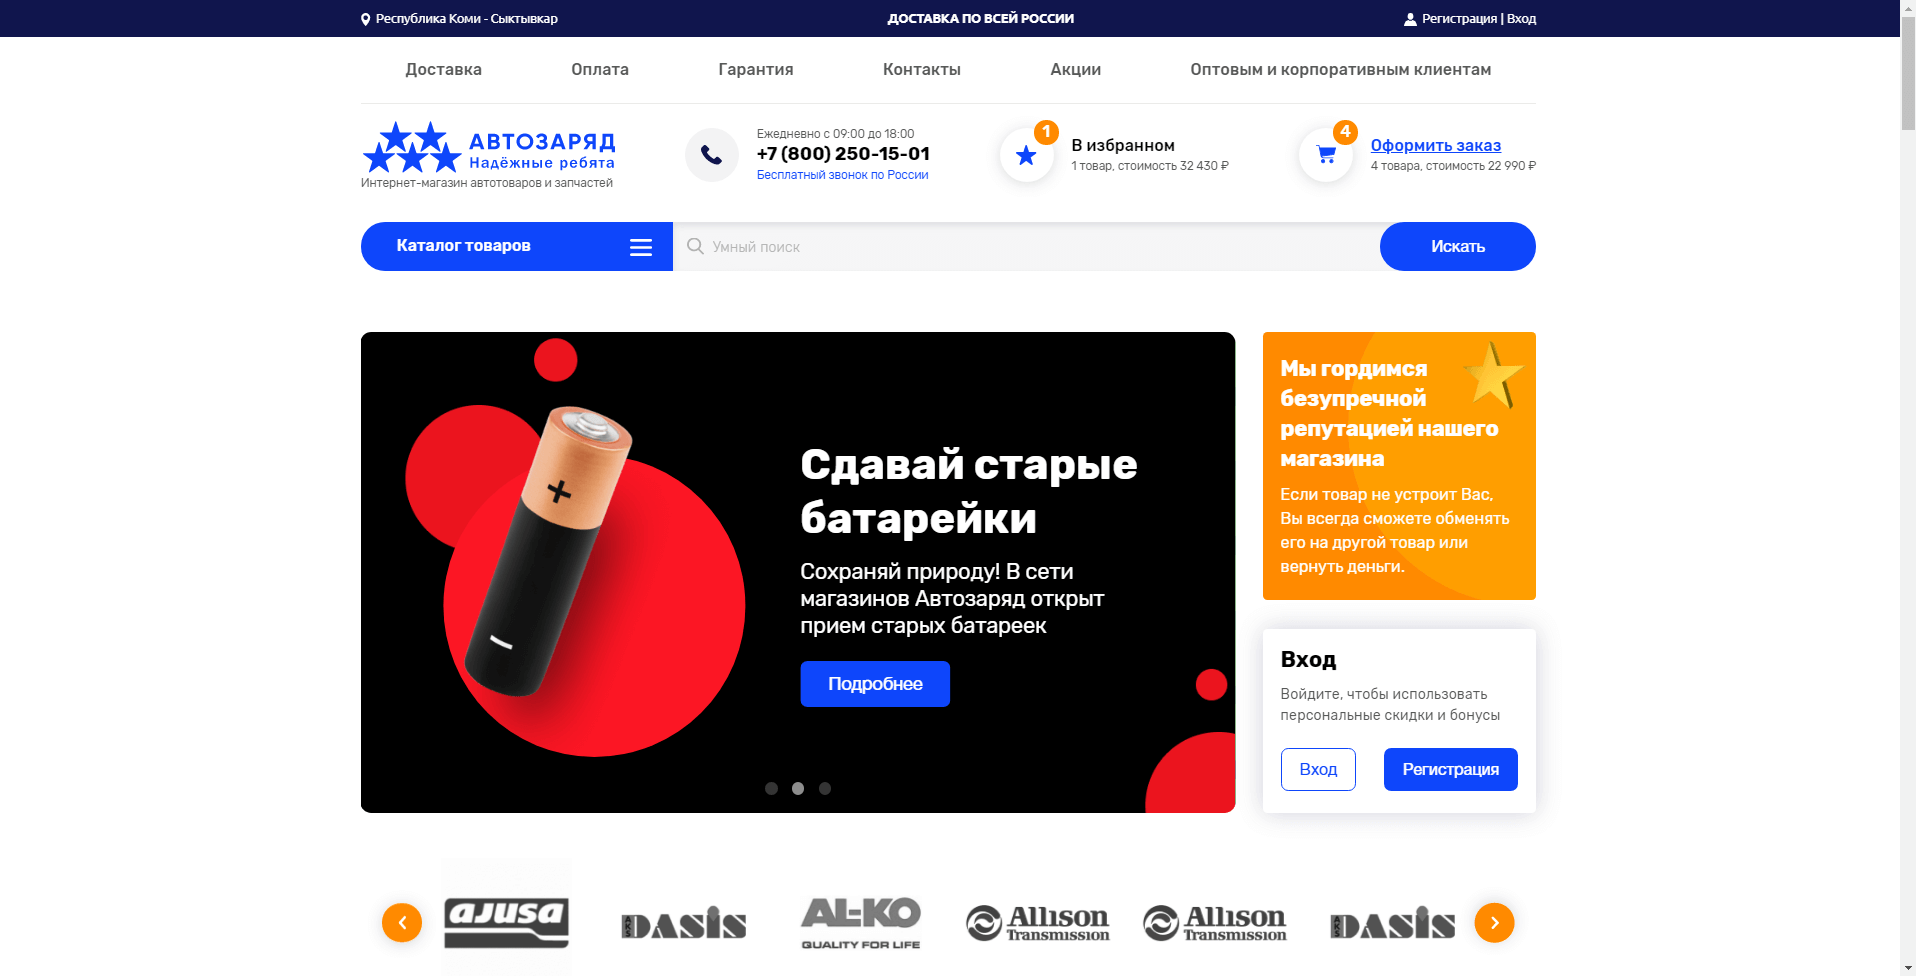 Республика Коми - Сыктывкар
ДОСТАВКА ПО ВСЕЙ РОССИИ
Регистрация | Вход
Доставка
Оплата
Гарантия
Контакты
Акции
Оптовым и корпоративным клиентам
АВТОЗАРЯД
Надёжные ребята
Интернет-магазин автотоваров и запчастей
Ежедневно с 09:00 до 18:00
+7 (800) 250-15-01
Бесплатный звонок по России
1
В избранном
1 товар, стоимость 32 430 ₽
4
Оформить заказ
4 товара, стоимость 22 990 ₽
Каталог товаров
Умный поиск
Искать
Сдавай старые
батарейки
Сохраняй природу! В сети
магазинов Автозаряд открыт
прием старых батареек
Подробнее
Мы гордимся
безупречной
репутацией нашего
магазина
Если товар не устроит Вас,
Вы всегда сможете обменять
его на другой товар или
вернуть деньги.
Вход
Войдите, чтобы использовать
персональные скидки и бонусы
Вход
Регистрация
ajusa
AKS DASIS
AL-KO
QUALITY FOR LIFE
Allison
Transmission
Allison
Transmission
AKS DASIS